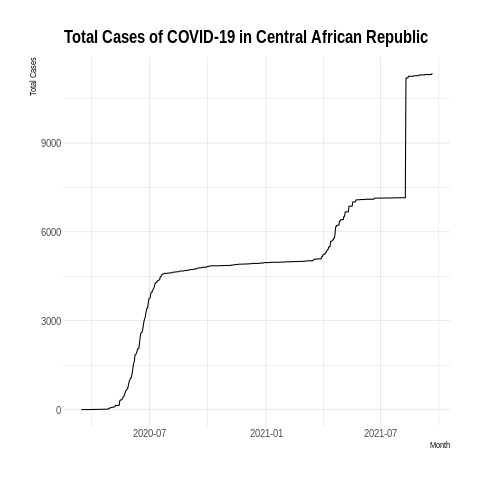 Total Cases of COVID-19 in Central African Republic
Total Cases
9000
6000
3000
0
2020-07
2021-01
2021-07
Month